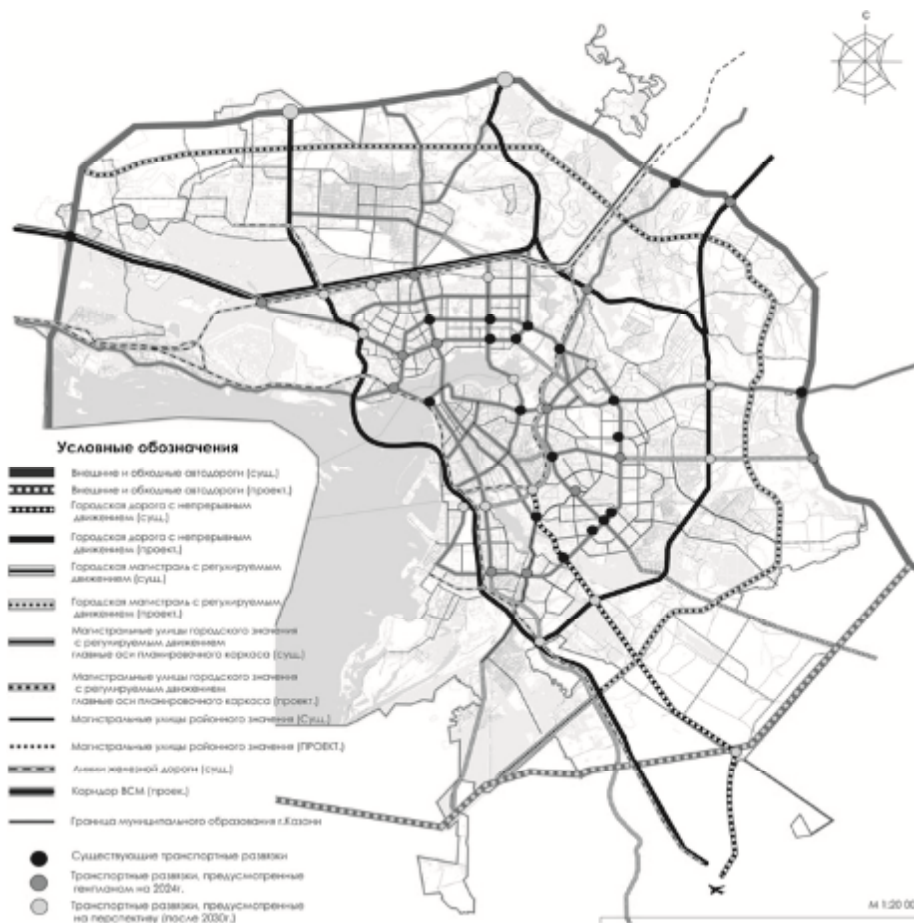 С
Условные обозначения
Внешние и обходные автодороги (сущ.)
Внешние и обходные автодороги (проект.)
Городская дорога с непрерывным
движением (сущ.)
Городская дорога с непрерывным
движением (проект.)
Городская магистраль с регулируемым
движением (сущ.)
Городская магистраль с регулируемым
движением (проект.)
Магистральные улицы городского значения
с регулируемым движением
главные оси планировочного каркаса (сущ.)
Магистральные улицы городского значения
с регулируемым движением
главные оси планировочного каркаса (проект.)
Магистральные улицы районного значения (Сущ.)
Магистральные улицы районного значения (ПРОЕКТ.)
Линии железной дороги (сущ.)
Коридор ВСМ (проек.)
Граница муниципального образования г.Казани
Существующие транспортные развязки
Транспортные развязки, предусмотренные
генпланом на 2024г.
Транспортные развязки, предусмотренные
на перспективу (после 2030г.)
М 1:20 00